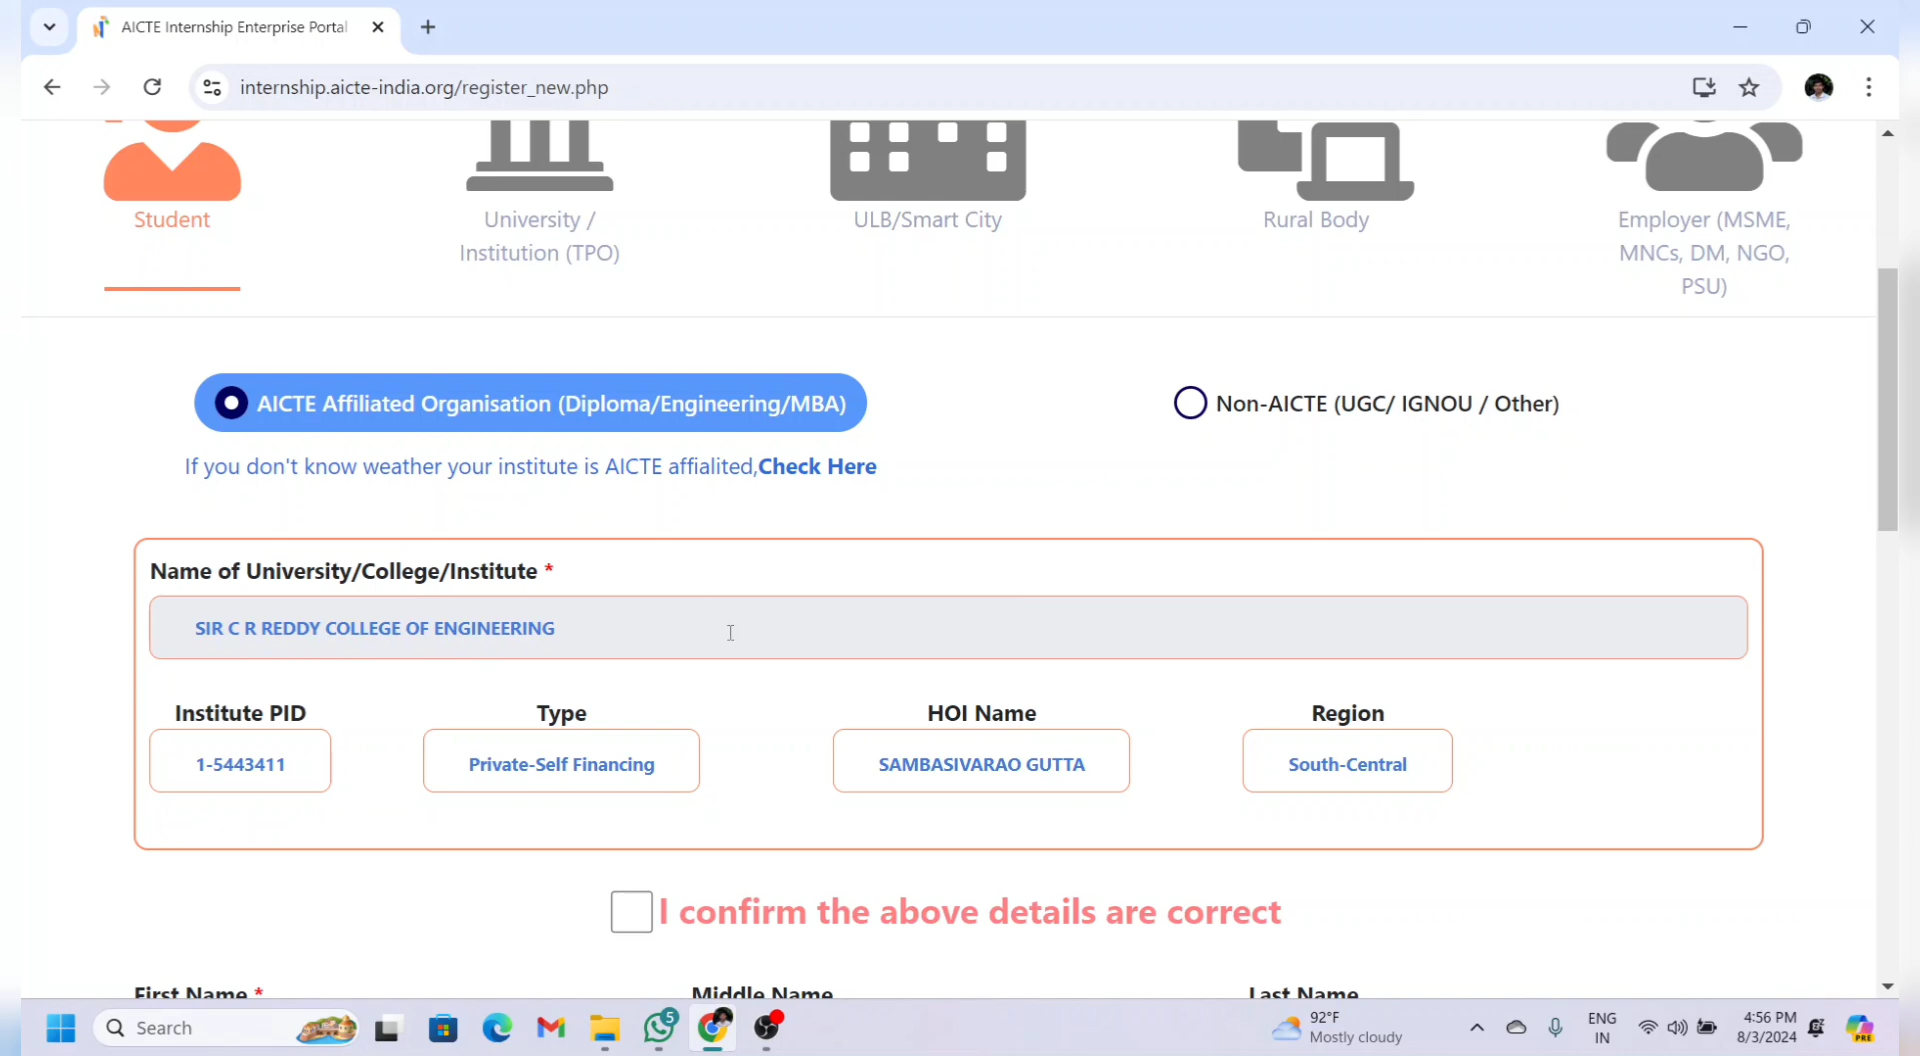 AICTE Internship Enterprise Portal
internship.aicte-india.org/register_new.php
Student
University /
Institution (TPO)
ULB/Smart City
Rural Body
Employer (MSME,
MNCs, DM, NGO,
PSU)
AICTE Affiliated Organisation (Diploma/Engineering/MBA)
Non-AICTE (UGC/ IGNOU / Other)
If you don't know weather your institute is AICTE affialited,Check Here
Name of University/College/Institute *
SIR C R REDDY COLLEGE OF ENGINEERING
Institute PID
Type
HOI Name
Region
1-5443411
Private-Self Financing
SAMBASIVARAO GUTTA
South-Central
I confirm the above details are correct
First Name *
Middle Name
Last Name
Search
5
92°F
Mostly cloudy
ENG
IN
4:56 PM
8/3/2024
PRE